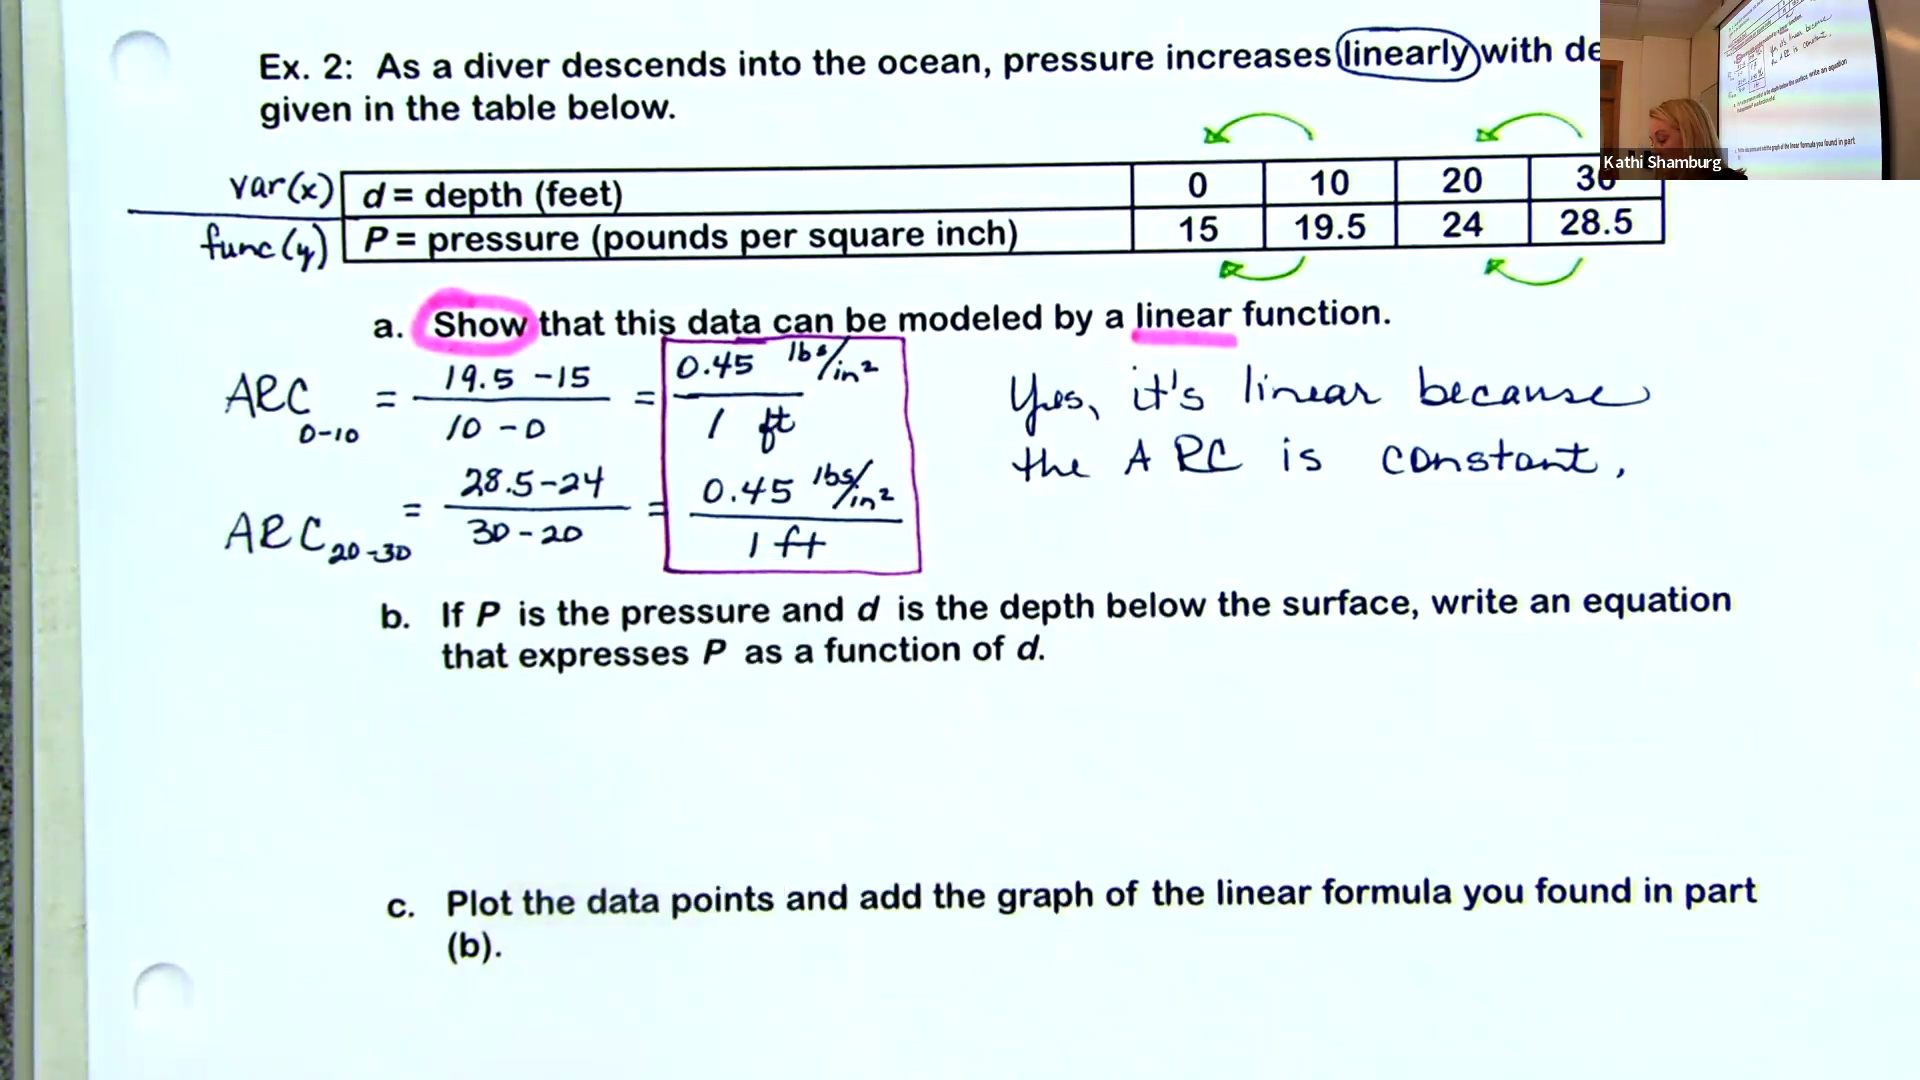 Ex. 2: As a diver descends into the ocean, pressure increases linearly with de
given in the table below.
var(x) d = depth (feet) 0 10 20 30
func(y) P = pressure (pounds per square inch) 15 19.5 24 28.5
Kathi Shamburg
a. Show that this data can be modeled by a linear function.
ARC 0-10 = 19.5 - 15 / 10 - 0 = 0.45 lbs/in² / 1 ft
Yes, it's linear because
the ARC is constant.
ARC 20-30 = 28.5-24 / 30-20 = 0.45 lbs/in² / 1 ft
b. If P is the pressure and d is the depth below the surface, write an equation
that expresses P as a function of d.
c. Plot the data points and add the graph of the linear formula you found in part
(b).